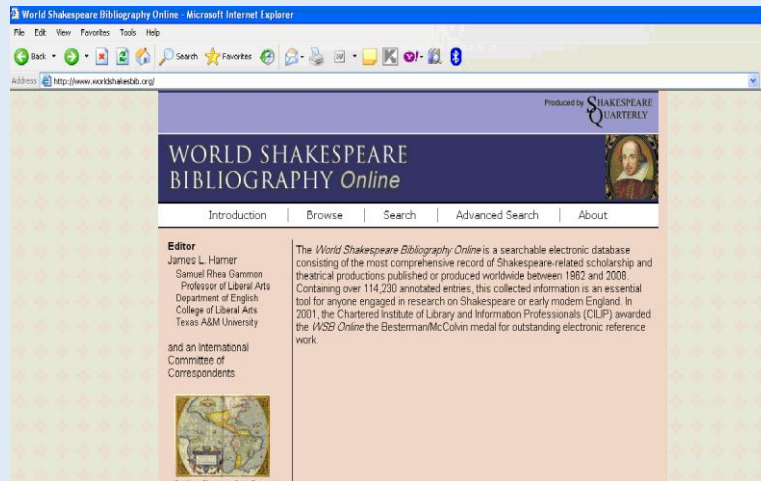 World Shakespeare Bibliography Online - Microsoft Internet Explorer
File Edit View Favorites Tools Help
Back Search Favorites
Address http://www.worldshakesbib.org/
Produced by SHAKESPEARE
QUARTERLY
WORLD SHAKESPEARE
BIBLIOGRAPHY Online
Introduction | Browse | Search | Advanced Search | About
Editor
James L. Harner
Samuel Rhea Gammon
Professor of Liberal Arts
Department of English
College of Liberal Arts
Texas A&M University
and an International
Committee of
Correspondents
The World Shakespeare Bibliography Online is a searchable electronic database
consisting of the most comprehensive record of Shakespeare-related scholarship and
theatrical productions published or produced worldwide between 1962 and 2008.
Containing over 114,230 annotated entries, this collected information is an essential
tool for anyone engaged in research on Shakespeare or early modern England. In
2001, the Chartered Institute of Library and Information Professionals (CILIP) awarded
the WSB Online the Besterman/McColvin medal for outstanding electronic reference
work.